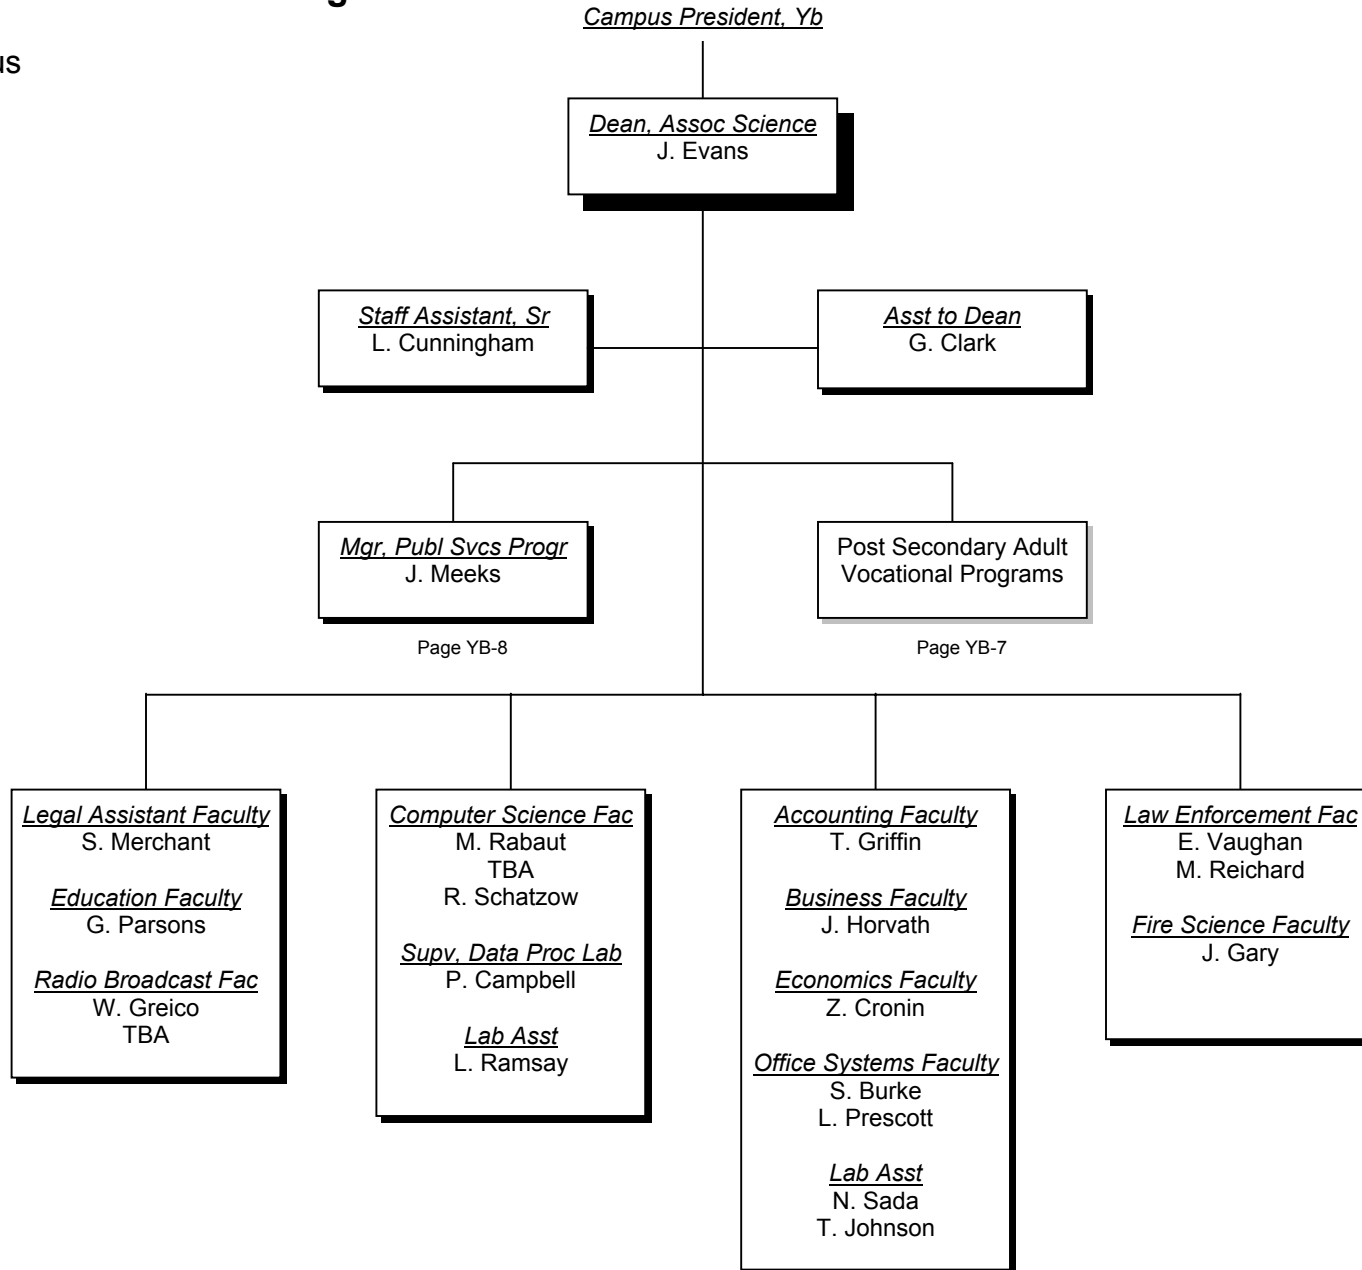 g
us
Campus President, Yb
Dean, Assoc Science
J. Evans
Staff Assistant, Sr
L. Cunningham
Asst to Dean
G. Clark
Mgr, Publ Svcs Progr
J. Meeks
Post Secondary Adult
Vocational Programs
Page YB-8
Page YB-7
Legal Assistant Faculty
S. Merchant
Education Faculty
G. Parsons
Radio Broadcast Fac
W. Greico
TBA
Computer Science Fac
M. Rabaut
TBA
R. Schatzow
Supv, Data Proc Lab
P. Campbell
Lab Asst
L. Ramsay
Accounting Faculty
T. Griffin
Business Faculty
J. Horvath
Economics Faculty
Z. Cronin
Office Systems Faculty
S. Burke
L. Prescott
Lab Asst
N. Sada
T. Johnson
Law Enforcement Fac
E. Vaughan
M. Reichard
Fire Science Faculty
J. Gary